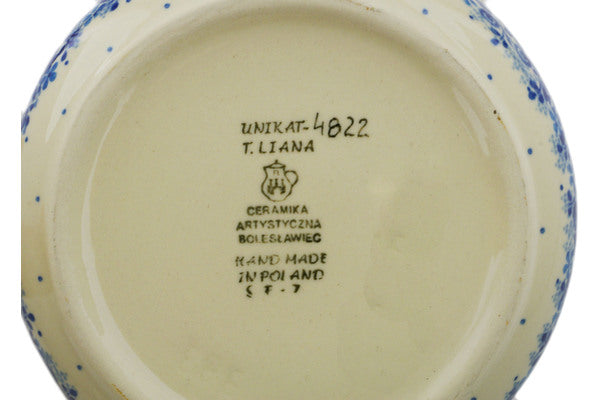 UNIKAT-4822
T. LIANA
CERAMIKA
ARTYSTYCZNA
BOLESŁAWIEC
HAND MADE
IN POLAND